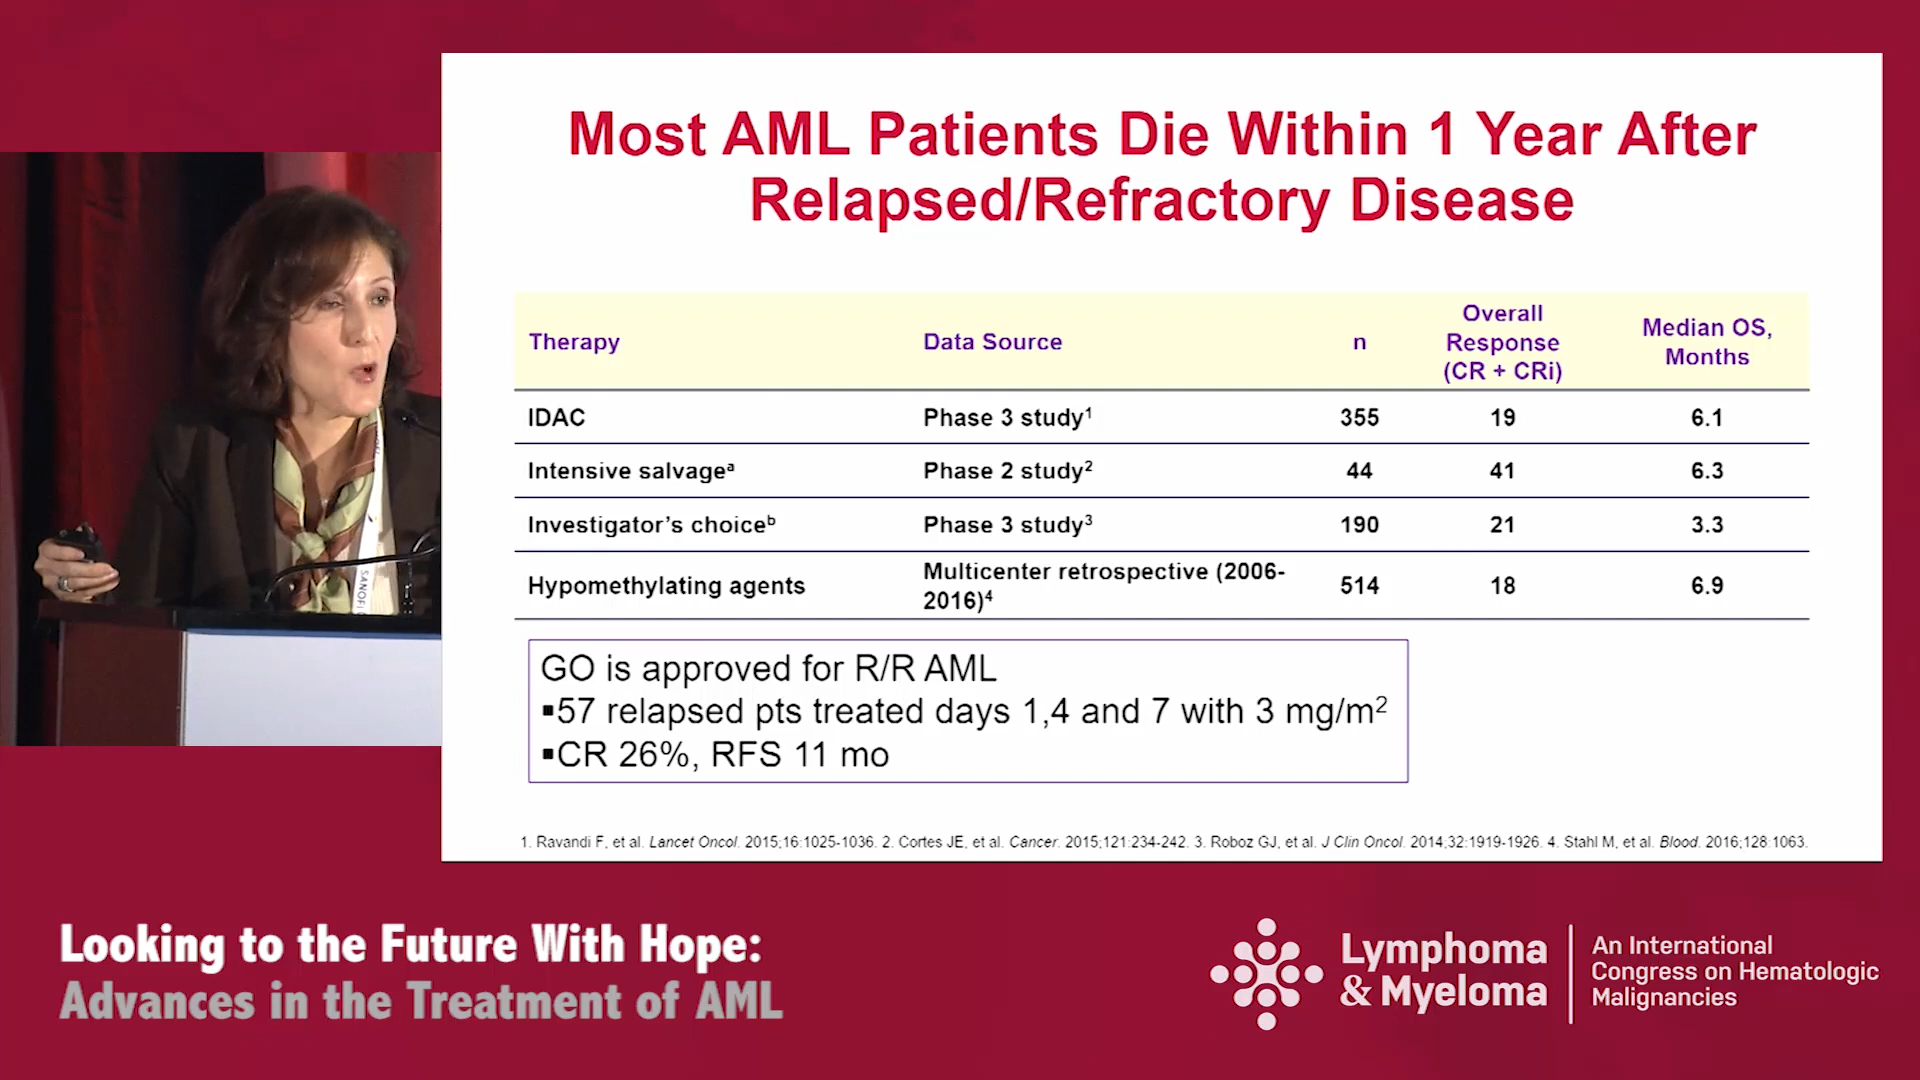 Most AML Patients Die Within 1 Year After
Relapsed/Refractory Disease
Therapy Data Source n Overall Response (CR + CRi) Median OS, Months
IDAC Phase 3 study¹ 355 19 6.1
Intensive salvageᵃ Phase 2 study² 44 41 6.3
Investigator’s choiceᵇ Phase 3 study³ 190 21 3.3
Hypomethylating agents Multicenter retrospective (2006-2016)⁴ 514 18 6.9
GO is approved for R/R AML
▪57 relapsed pts treated days 1,4 and 7 with 3 mg/m²
▪CR 26%, RFS 11 mo
1. Ravandi F, et al. Lancet Oncol. 2015;16:1025-1036. 2. Cortes JE, et al. Cancer. 2015;121:234-242. 3. Roboz GJ, et al. J Clin Oncol. 2014;32:1919-1926. 4. Stahl M, et al. Blood. 2016;128:1063.
SANOFI
Looking to the Future With Hope:
Advances in the Treatment of AML
Lymphoma
& Myeloma
An International
Congress on Hematologic
Malignancies